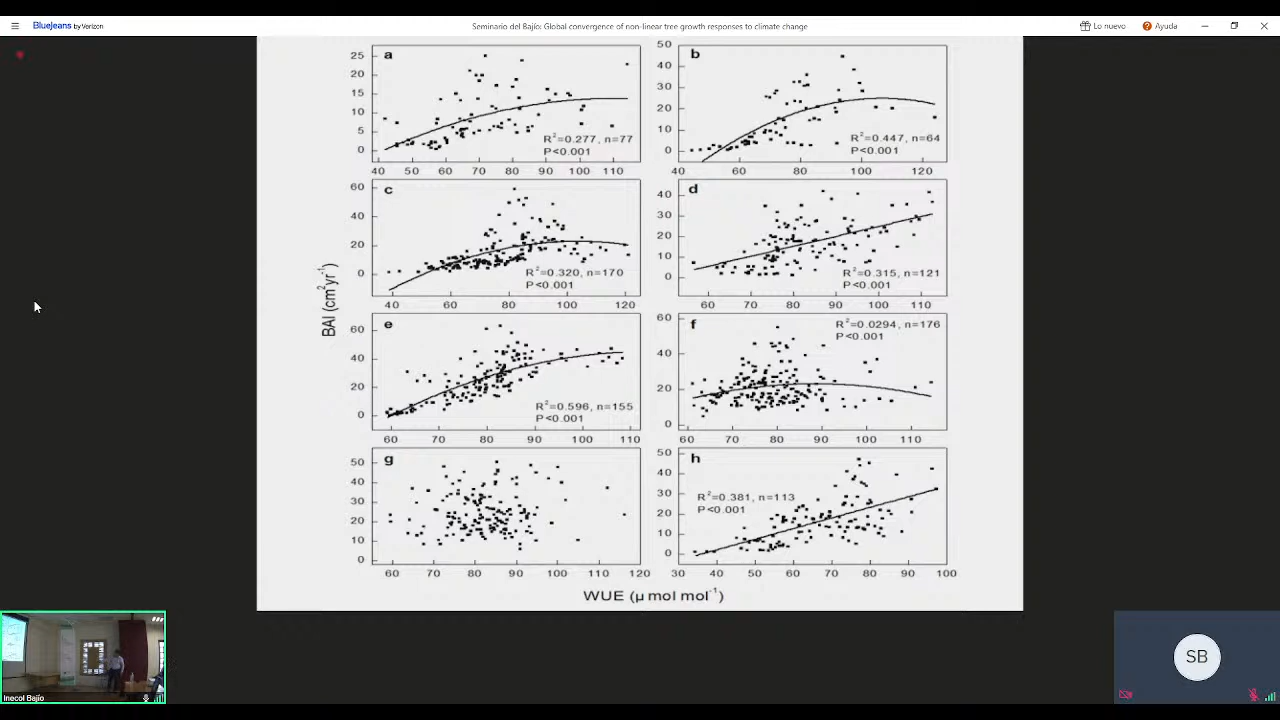 BlueJeans by Verizon
Seminario del Bajío: Global convergence of non-linear tree growth responses to climate change
Lo nuevo
Ayuda
a
25
20
15
10
5
0
R²=0.277, n=77
P<0.001
40 50 60 70 80 90 100 110
b
50
40
30
20
10
0
R²=0.447, n=64
P<0.001
40 60 80 100 120
c
60
40
20
0
R²=0.320, n=170
P<0.001
40 60 80 100 120
d
40
30
20
10
0
R²=0.315, n=121
P<0.001
60 70 80 90 100 110
BAI (cm²yr⁻¹)
e
60
40
20
0
R²=0.596, n=155
P<0.001
60 70 80 90 100 110
f
60
40
20
0
R²=0.0294, n=176
P<0.001
60 70 80 90 100 110
g
50
40
30
20
10
0
60 70 80 90 100 110 120
h
50
40
30
20
10
0
R²=0.381, n=113
P<0.001
30 40 50 60 70 80 90 100
WUE (μ mol mol⁻¹)
Inecol Bajío
SB